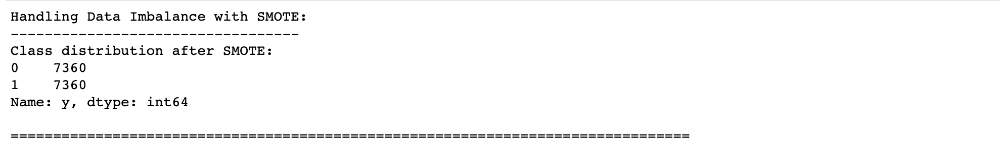 Handling Data Imbalance with SMOTE:
----------------------------------
Class distribution after SMOTE:
0    7360
1    7360
Name: y, dtype: int64
================================================================================